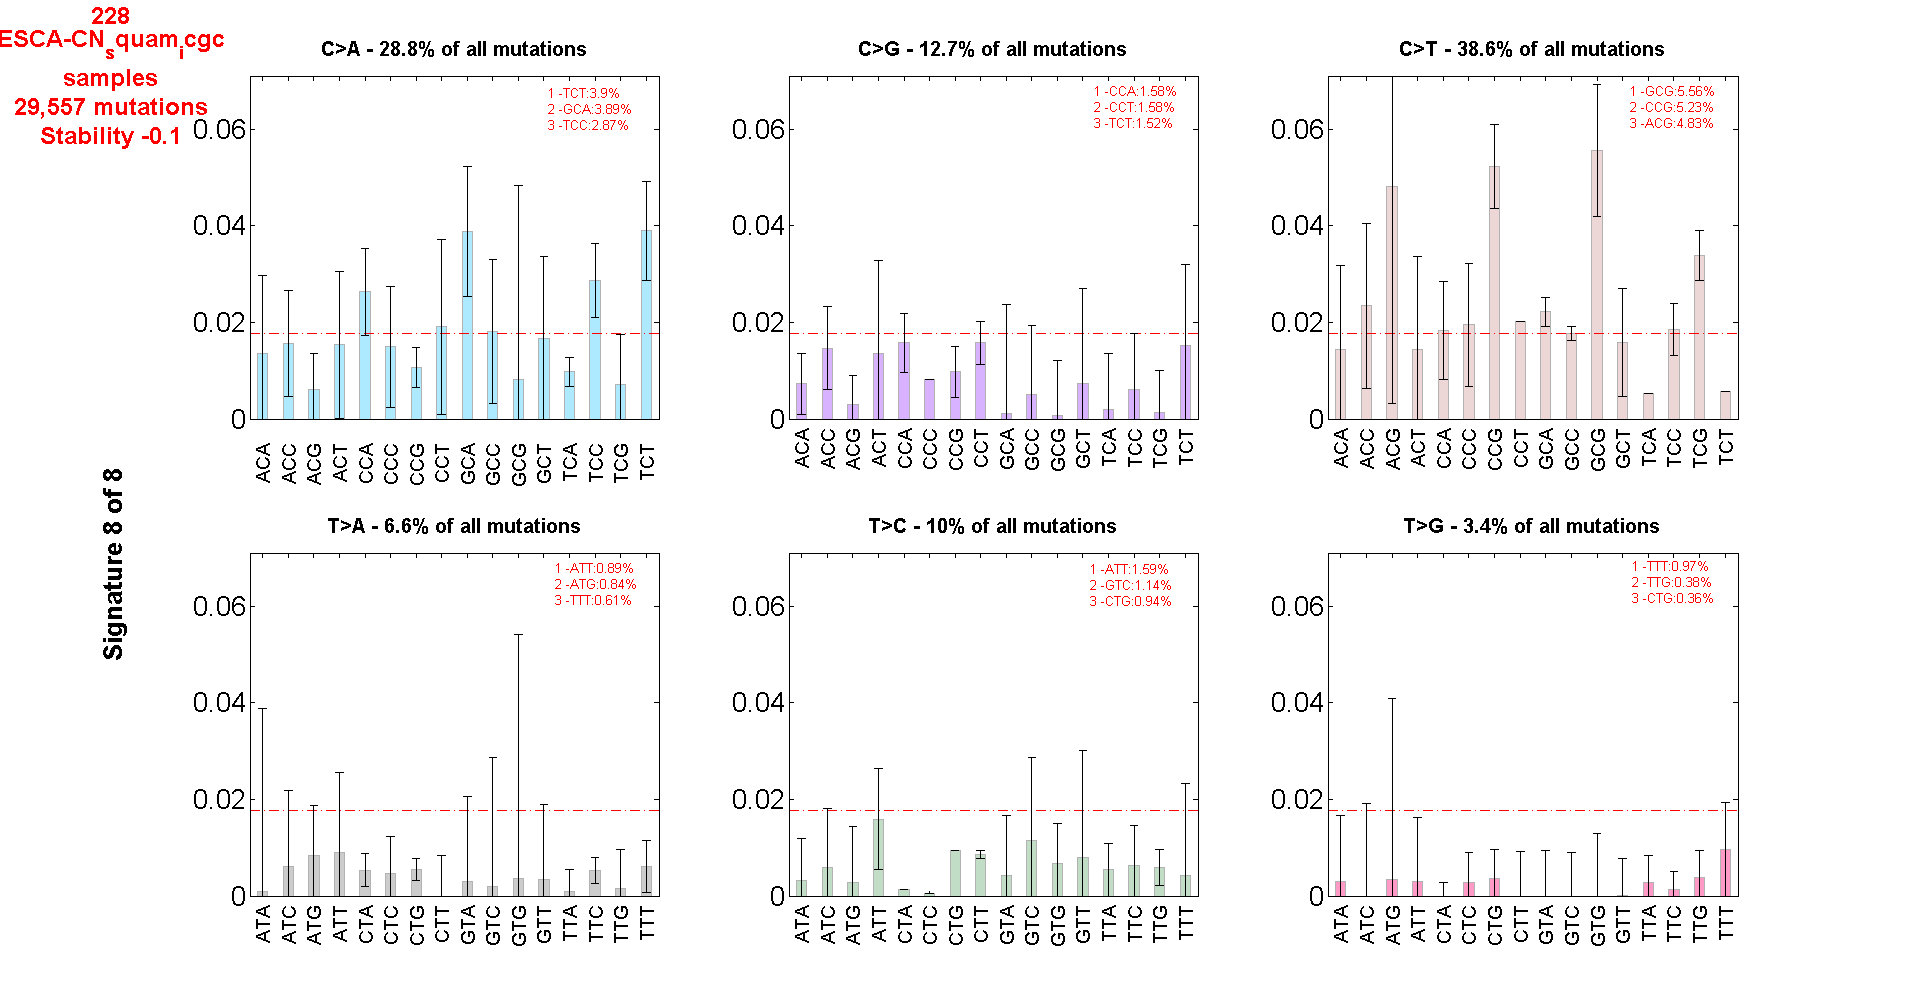 228
ESCA-CNsquamicgc
samples
29,557 mutations
Stability -0.1
Signature 8 of 8
C>A - 28.8% of all mutations
1 -TCT:3.9%
2 -GCA:3.89%
3 -TCC:2.87%
0.06
0.04
0.02
0
ACA ACC ACG ACT CCA CCC CCG CCT GCA GCC GCG GCT TCA TCC TCG TCT
C>G - 12.7% of all mutations
1 -CCA:1.58%
2 -CCT:1.58%
3 -TCT:1.52%
0.06
0.04
0.02
0
ACA ACC ACG ACT CCA CCC CCG CCT GCA GCC GCG GCT TCA TCC TCG TCT
C>T - 38.6% of all mutations
1 -GCG:5.56%
2 -CCG:5.23%
3 -ACG:4.83%
0.06
0.04
0.02
0
ACA ACC ACG ACT CCA CCC CCG CCT GCA GCC GCG GCT TCA TCC TCG TCT
T>A - 6.6% of all mutations
1 -ATT:0.89%
2 -ATG:0.84%
3 -TTT:0.61%
0.06
0.04
0.02
0
ATA ATC ATG ATT CTA CTC CTG CTT GTA GTC GTG GTT TTA TTC TTG TTT
T>C - 10% of all mutations
1 -ATT:1.59%
2 -GTC:1.14%
3 -CTG:0.94%
0.06
0.04
0.02
0
ATA ATC ATG ATT CTA CTC CTG CTT GTA GTC GTG GTT TTA TTC TTG TTT
T>G - 3.4% of all mutations
1 -TTT:0.97%
2 -TTG:0.38%
3 -CTG:0.36%
0.06
0.04
0.02
0
ATA ATC ATG ATT CTA CTC CTG CTT GTA GTC GTG GTT TTA TTC TTG TTT